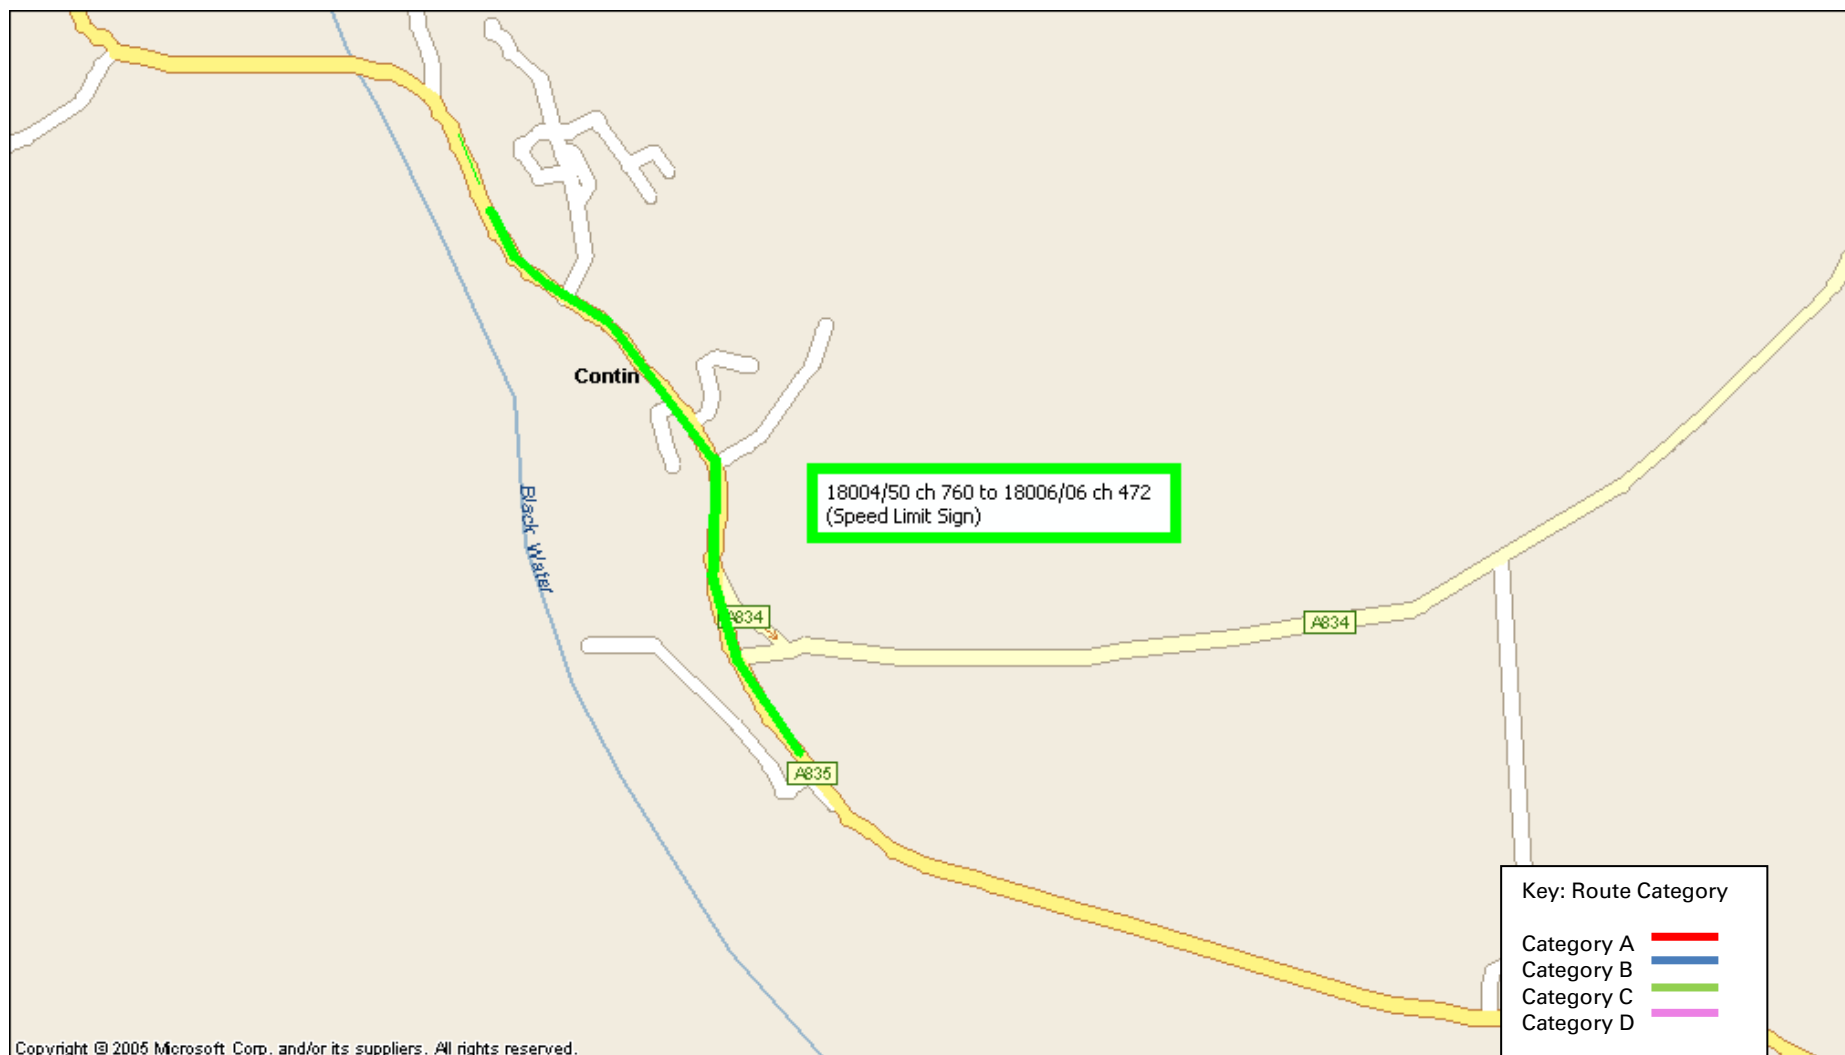 Contin
18004/50 ch 760 to 18006/06 ch 472
(Speed Limit Sign)
Black Water
A834
A834
A835
Key: Route Category
Category A
Category B
Category C
Category D
Copyright © 2005 Microsoft Corp. and/or its suppliers. All rights reserved.